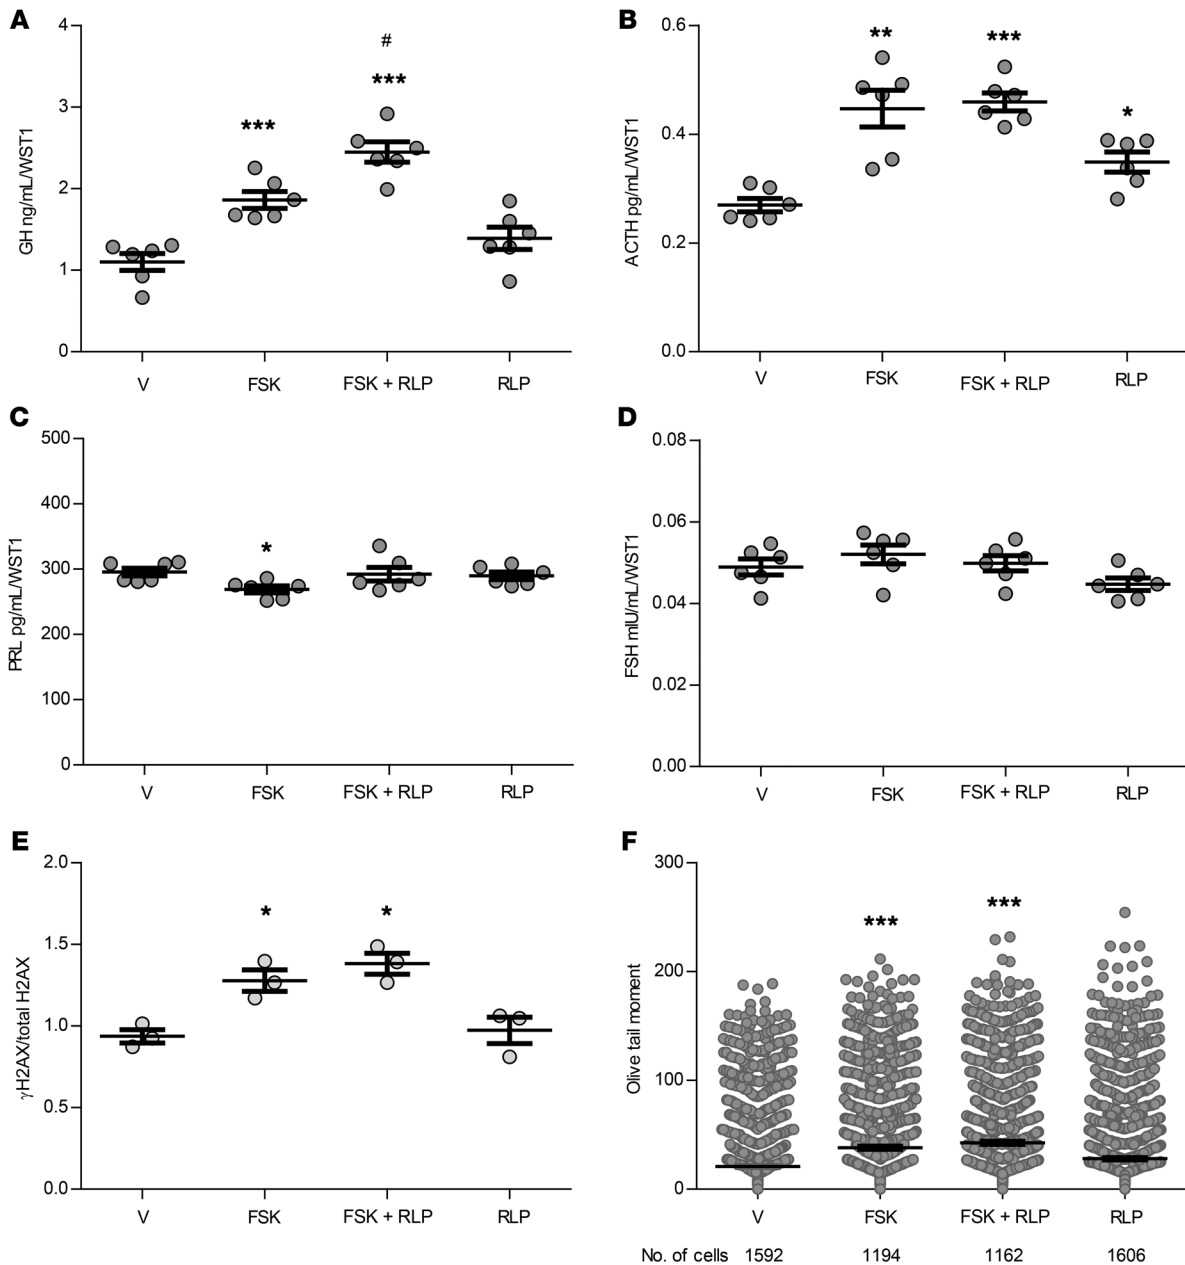 A
GH ng/mL/WST1
4
3
2
1
0
***
#
***
V FSK FSK + RLP RLP
B
ACTH pg/mL/WST1
0.6
0.4
0.2
0.0
**
***
*
V FSK FSK + RLP RLP
C
PRL pg/mL/WST1
500
400
300
200
100
0
*
V FSK FSK + RLP RLP
D
FSH mIU/mL/WST1
0.08
0.06
0.04
0.02
0.00
V FSK FSK + RLP RLP
E
γH2AX/total H2AX
2.0
1.5
1.0
0.5
0.0
*
*
V FSK FSK + RLP RLP
F
Olive tail moment
300
200
100
0
***
***
V FSK FSK + RLP RLP
No. of cells 1592 1194 1162 1606